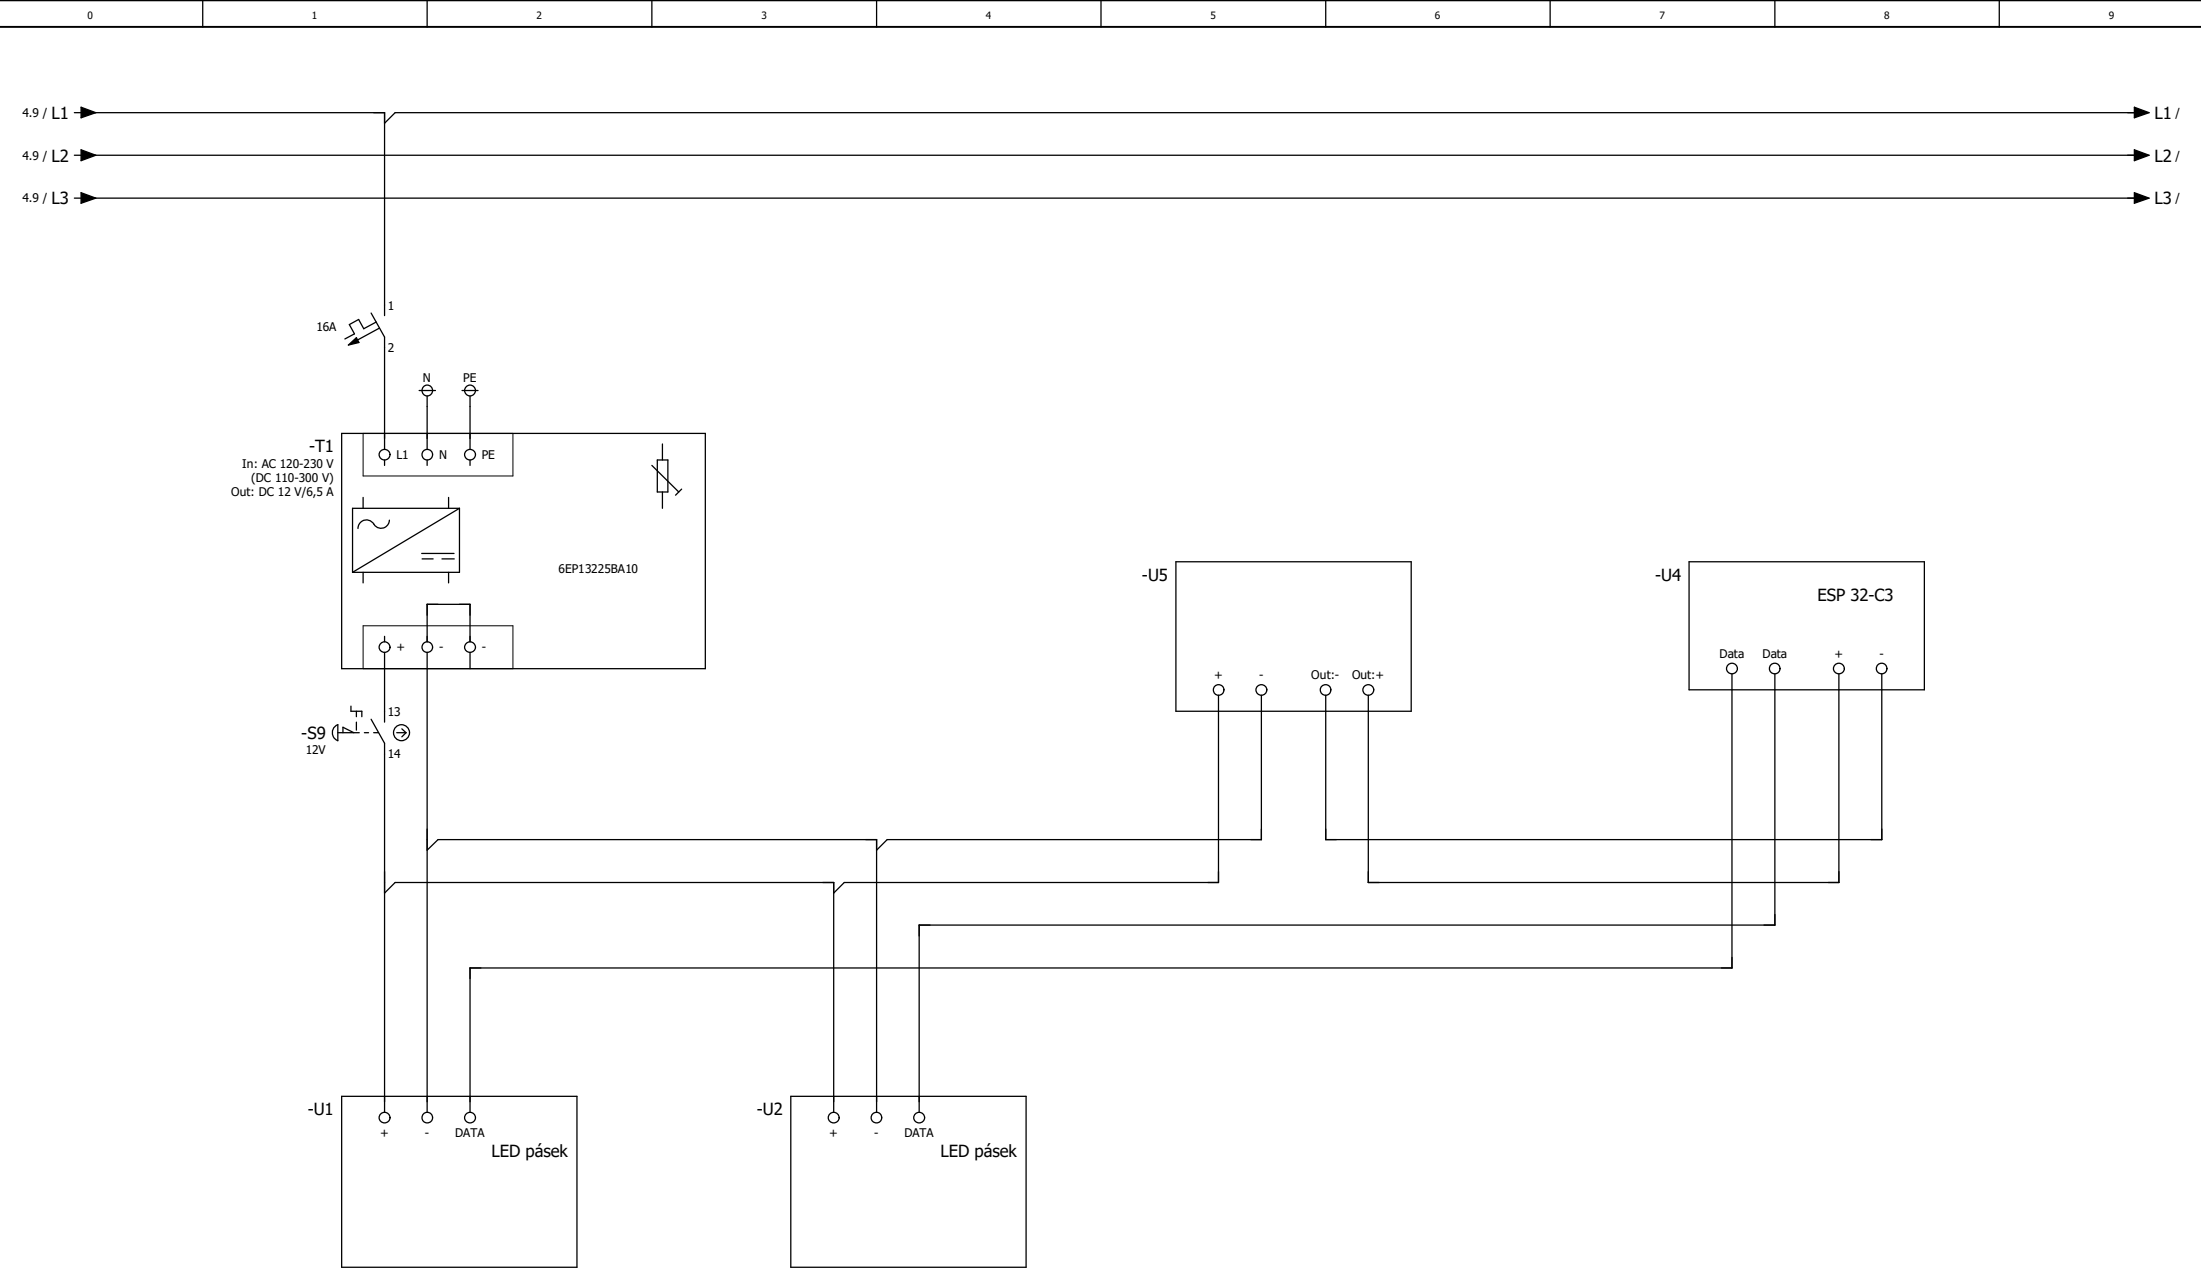 0 1 2 3 4 5 6 7 8 9
4.9 / L1 L1 /
4.9 / L2 L2 /
4.9 / L3 L3 /
1
16A
2
N PE
-T1
In: AC 120-230 V
(DC 110-300 V)
Out: DC 12 V/6,5 A
L1 N PE
6EP13225BA10
+ - -
-U5
+ - Out:- Out:+
-U4
ESP 32-C3
Data Data + -
-S9
12V
13
14
-U1
+ - DATA
LED pásek
-U2
+ - DATA
LED pásek